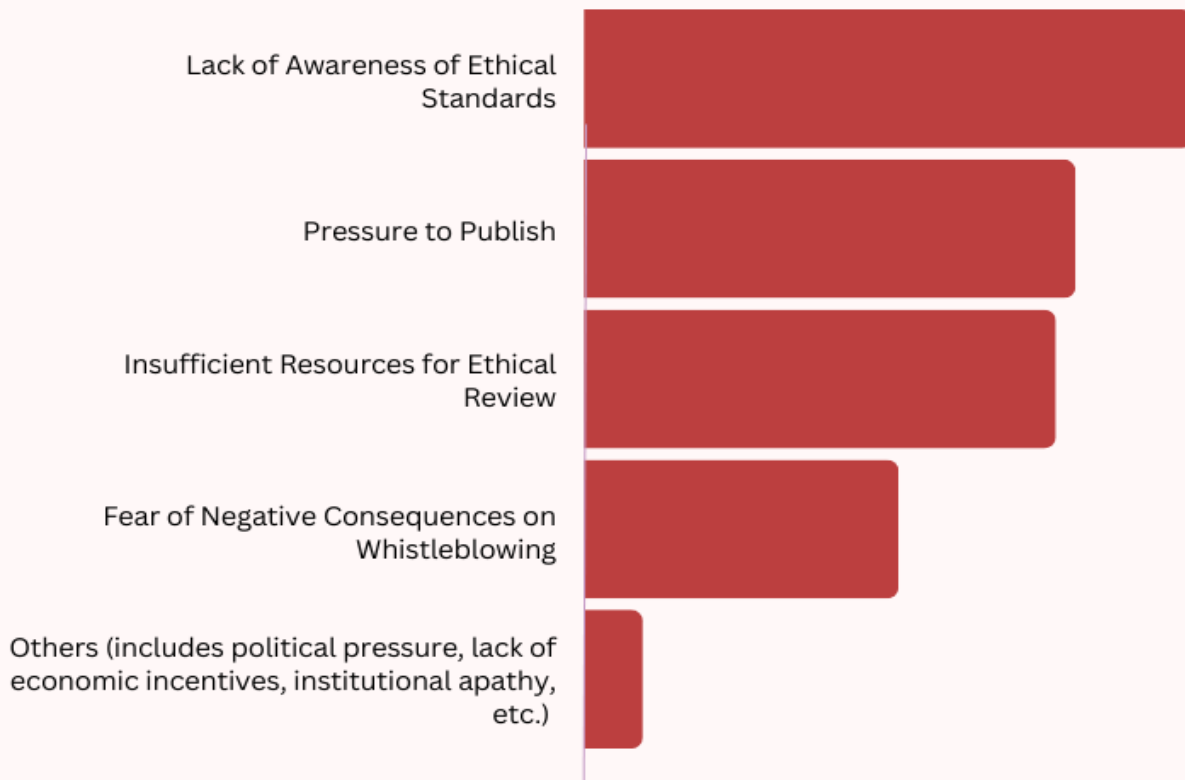 Lack of Awareness of Ethical
Standards
Pressure to Publish
Insufficient Resources for Ethical
Review
Fear of Negative Consequences on
Whistleblowing
Others (includes political pressure, lack of
economic incentives, institutional apathy,
etc.)